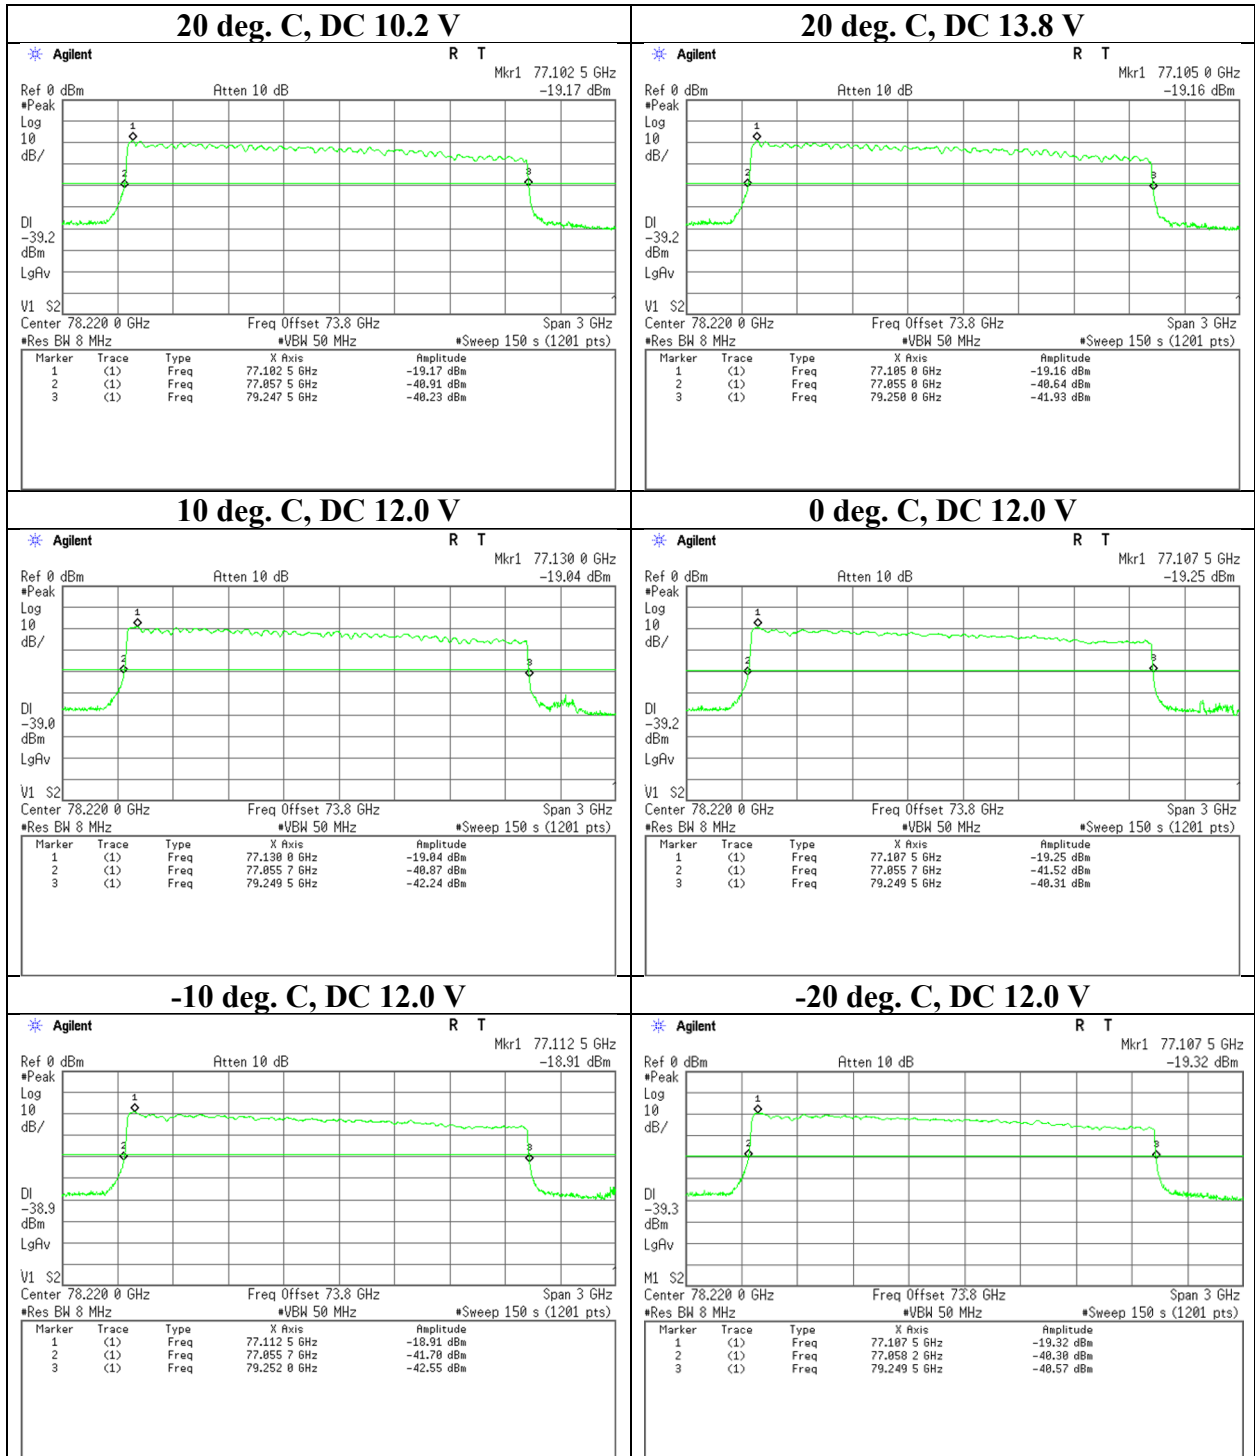 20 deg. C, DC 10.2 V
Agilent
R T
Mkr1 77.102 5 GHz
Ref 0 dBm
Atten 10 dB
-19.17 dBm
#Peak
Log
10
dB/
1
2
3
DI
-39.2
dBm
LgAv
V1 S2
Center 78.220 0 GHz
Freq Offset 73.8 GHz
Span 3 GHz
#Res BW 8 MHz
#VBW 50 MHz
#Sweep 150 s (1201 pts)
Marker Trace Type X Axis Amplitude
1 (1) Freq 77.102 5 GHz -19.17 dBm
2 (1) Freq 77.057 5 GHz -40.91 dBm
3 (1) Freq 79.247 5 GHz -40.23 dBm
20 deg. C, DC 13.8 V
Agilent
R T
Mkr1 77.105 0 GHz
Ref 0 dBm
Atten 10 dB
-19.16 dBm
#Peak
Log
10
dB/
1
2
3
DI
-39.2
dBm
LgAv
V1 S2
Center 78.220 0 GHz
Freq Offset 73.8 GHz
Span 3 GHz
#Res BW 8 MHz
#VBW 50 MHz
#Sweep 150 s (1201 pts)
Marker Trace Type X Axis Amplitude
1 (1) Freq 77.105 0 GHz -19.16 dBm
2 (1) Freq 77.055 0 GHz -40.64 dBm
3 (1) Freq 79.250 0 GHz -41.93 dBm
10 deg. C, DC 12.0 V
Agilent
R T
Mkr1 77.130 0 GHz
Ref 0 dBm
Atten 10 dB
-19.04 dBm
#Peak
Log
10
dB/
1
2
3
DI
-39.0
dBm
LgAv
V1 S2
Center 78.220 0 GHz
Freq Offset 73.8 GHz
Span 3 GHz
#Res BW 8 MHz
#VBW 50 MHz
#Sweep 150 s (1201 pts)
Marker Trace Type X Axis Amplitude
1 (1) Freq 77.130 0 GHz -19.04 dBm
2 (1) Freq 77.055 7 GHz -40.87 dBm
3 (1) Freq 79.249 5 GHz -42.24 dBm
0 deg. C, DC 12.0 V
Agilent
R T
Mkr1 77.107 5 GHz
Ref 0 dBm
Atten 10 dB
-19.25 dBm
#Peak
Log
10
dB/
1
2
3
DI
-39.2
dBm
LgAv
V1 S2
Center 78.220 0 GHz
Freq Offset 73.8 GHz
Span 3 GHz
#Res BW 8 MHz
#VBW 50 MHz
#Sweep 150 s (1201 pts)
Marker Trace Type X Axis Amplitude
1 (1) Freq 77.107 5 GHz -19.25 dBm
2 (1) Freq 77.055 7 GHz -41.52 dBm
3 (1) Freq 79.249 5 GHz -40.31 dBm
-10 deg. C, DC 12.0 V
Agilent
R T
Mkr1 77.112 5 GHz
Ref 0 dBm
Atten 10 dB
-18.91 dBm
#Peak
Log
10
dB/
1
2
3
DI
-38.9
dBm
LgAv
V1 S2
Center 78.220 0 GHz
Freq Offset 73.8 GHz
Span 3 GHz
#Res BW 8 MHz
#VBW 50 MHz
#Sweep 150 s (1201 pts)
Marker Trace Type X Axis Amplitude
1 (1) Freq 77.112 5 GHz -18.91 dBm
2 (1) Freq 77.055 7 GHz -41.70 dBm
3 (1) Freq 79.252 0 GHz -42.55 dBm
-20 deg. C, DC 12.0 V
Agilent
R T
Mkr1 77.107 5 GHz
Ref 0 dBm
Atten 10 dB
-19.32 dBm
#Peak
Log
10
dB/
1
2
3
DI
-39.3
dBm
LgAv
M1 S2
Center 78.220 0 GHz
Freq Offset 73.8 GHz
Span 3 GHz
#Res BW 8 MHz
#VBW 50 MHz
#Sweep 150 s (1201 pts)
Marker Trace Type X Axis Amplitude
1 (1) Freq 77.107 5 GHz -19.32 dBm
2 (1) Freq 77.058 2 GHz -40.30 dBm
3 (1) Freq 79.249 5 GHz -40.57 dBm